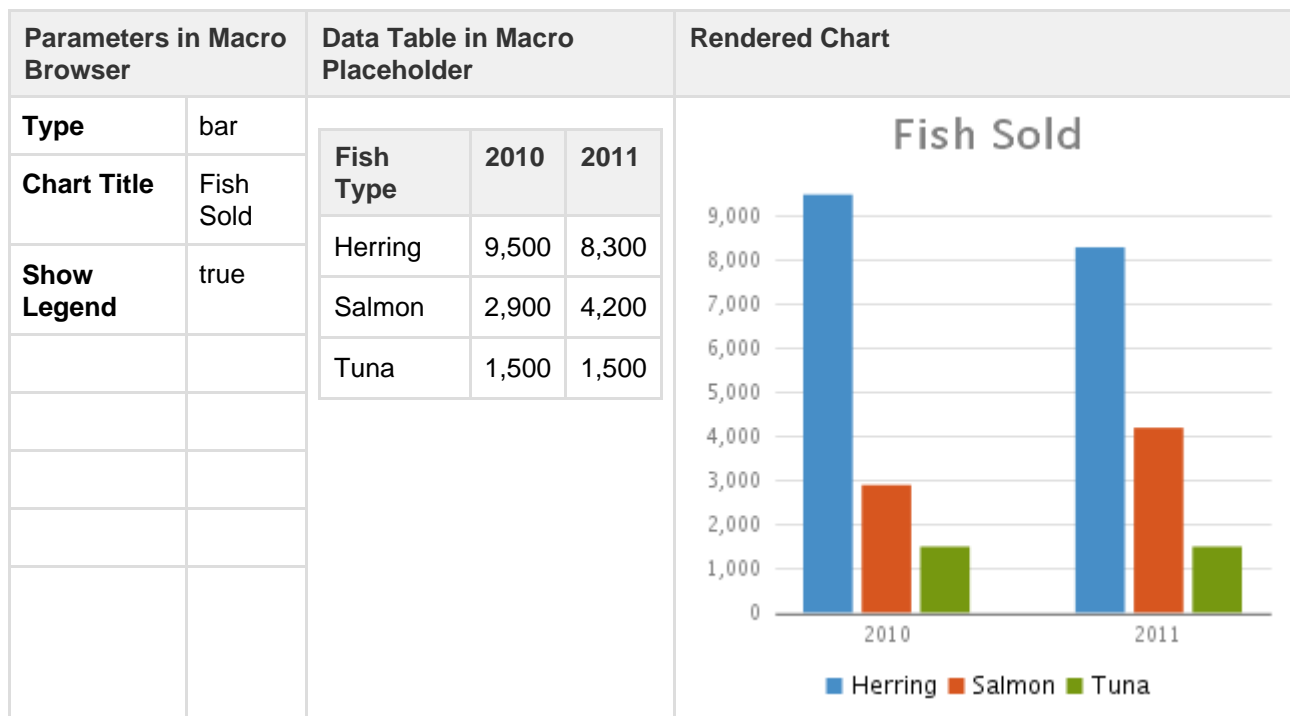 Parameters in Macro
Browser
Data Table in Macro
Placeholder
Rendered Chart
Type bar
Chart Title Fish
Sold
Show
Legend true
Fish
Type 2010 2011
Herring 9,500 8,300
Salmon 2,900 4,200
Tuna 1,500 1,500
Fish Sold
9,000
8,000
7,000
6,000
5,000
4,000
3,000
2,000
1,000
0
2010 2011
Herring Salmon Tuna